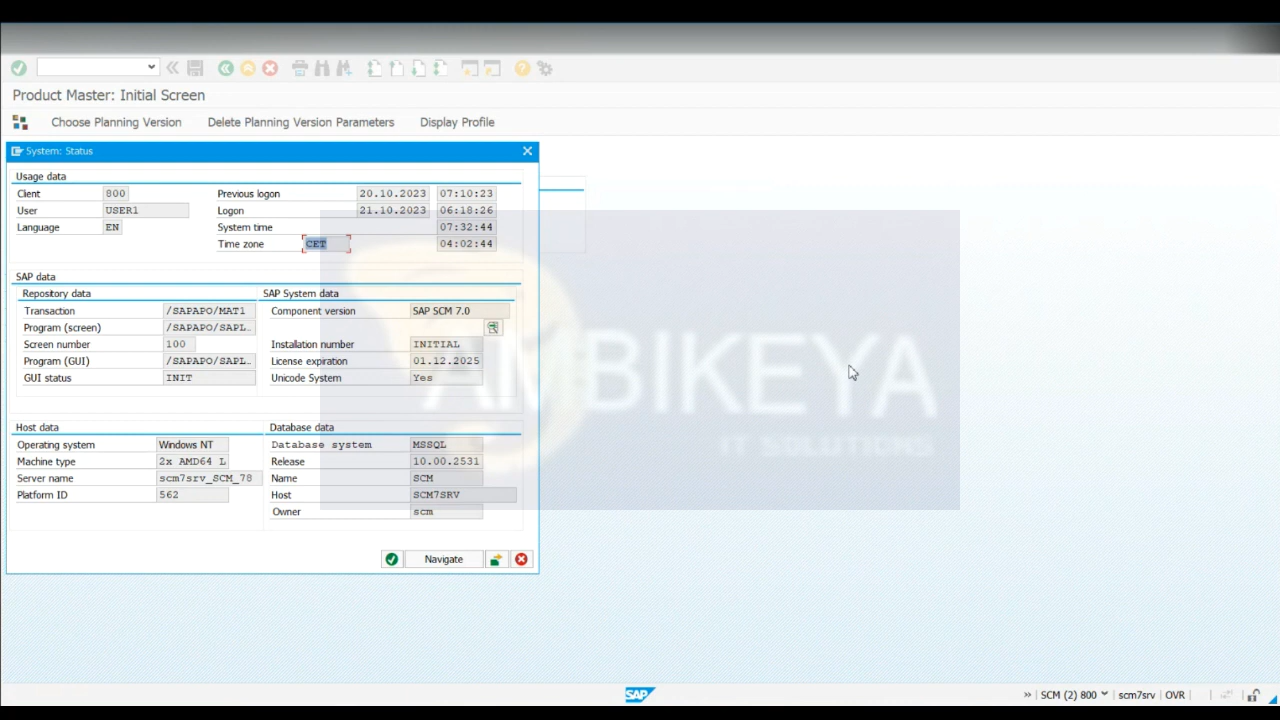 Product Master: Initial Screen
Choose Planning Version Delete Planning Version Parameters Display Profile
System: Status
Usage data
Client 800 Previous logon 20.10.2023 07:10:23
User USER1 Logon 21.10.2023 06:18:26
Language EN System time 07:32:44
Time zone CET 04:02:44
SAP data
Repository data SAP System data
Transaction /SAPAPO/MAT1 Component version SAP SCM 7.0
Program (screen) /SAPAPO/SAPL..
Screen number 100 Installation number INITIAL
Program (GUI) /SAPAPO/SAPL.. License expiration 01.12.2025
GUI status INIT Unicode System Yes
Host data Database data
Operating system Windows NT Database system MSSQL
Machine type 2x AMD64 L Release 10.00.2531
Server name scm7srv_SCM_78 Name SCM
Platform ID 562 Host SCM7SRV
Owner scm
Navigate
AMBIKEYA
SOLUTIONS
SAP SCM (2) 800 scm7srv OVR